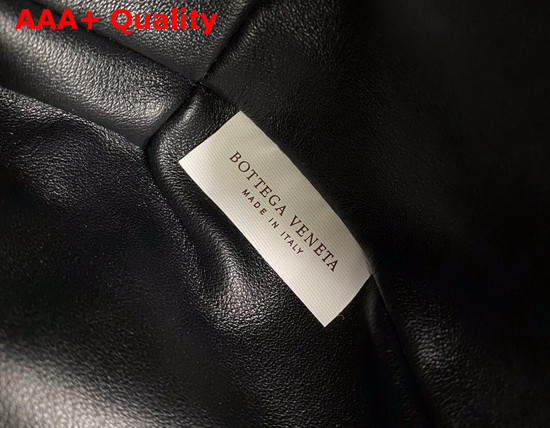 AAA+ Quality
BOTTEGA VENETA
MADE IN ITALY